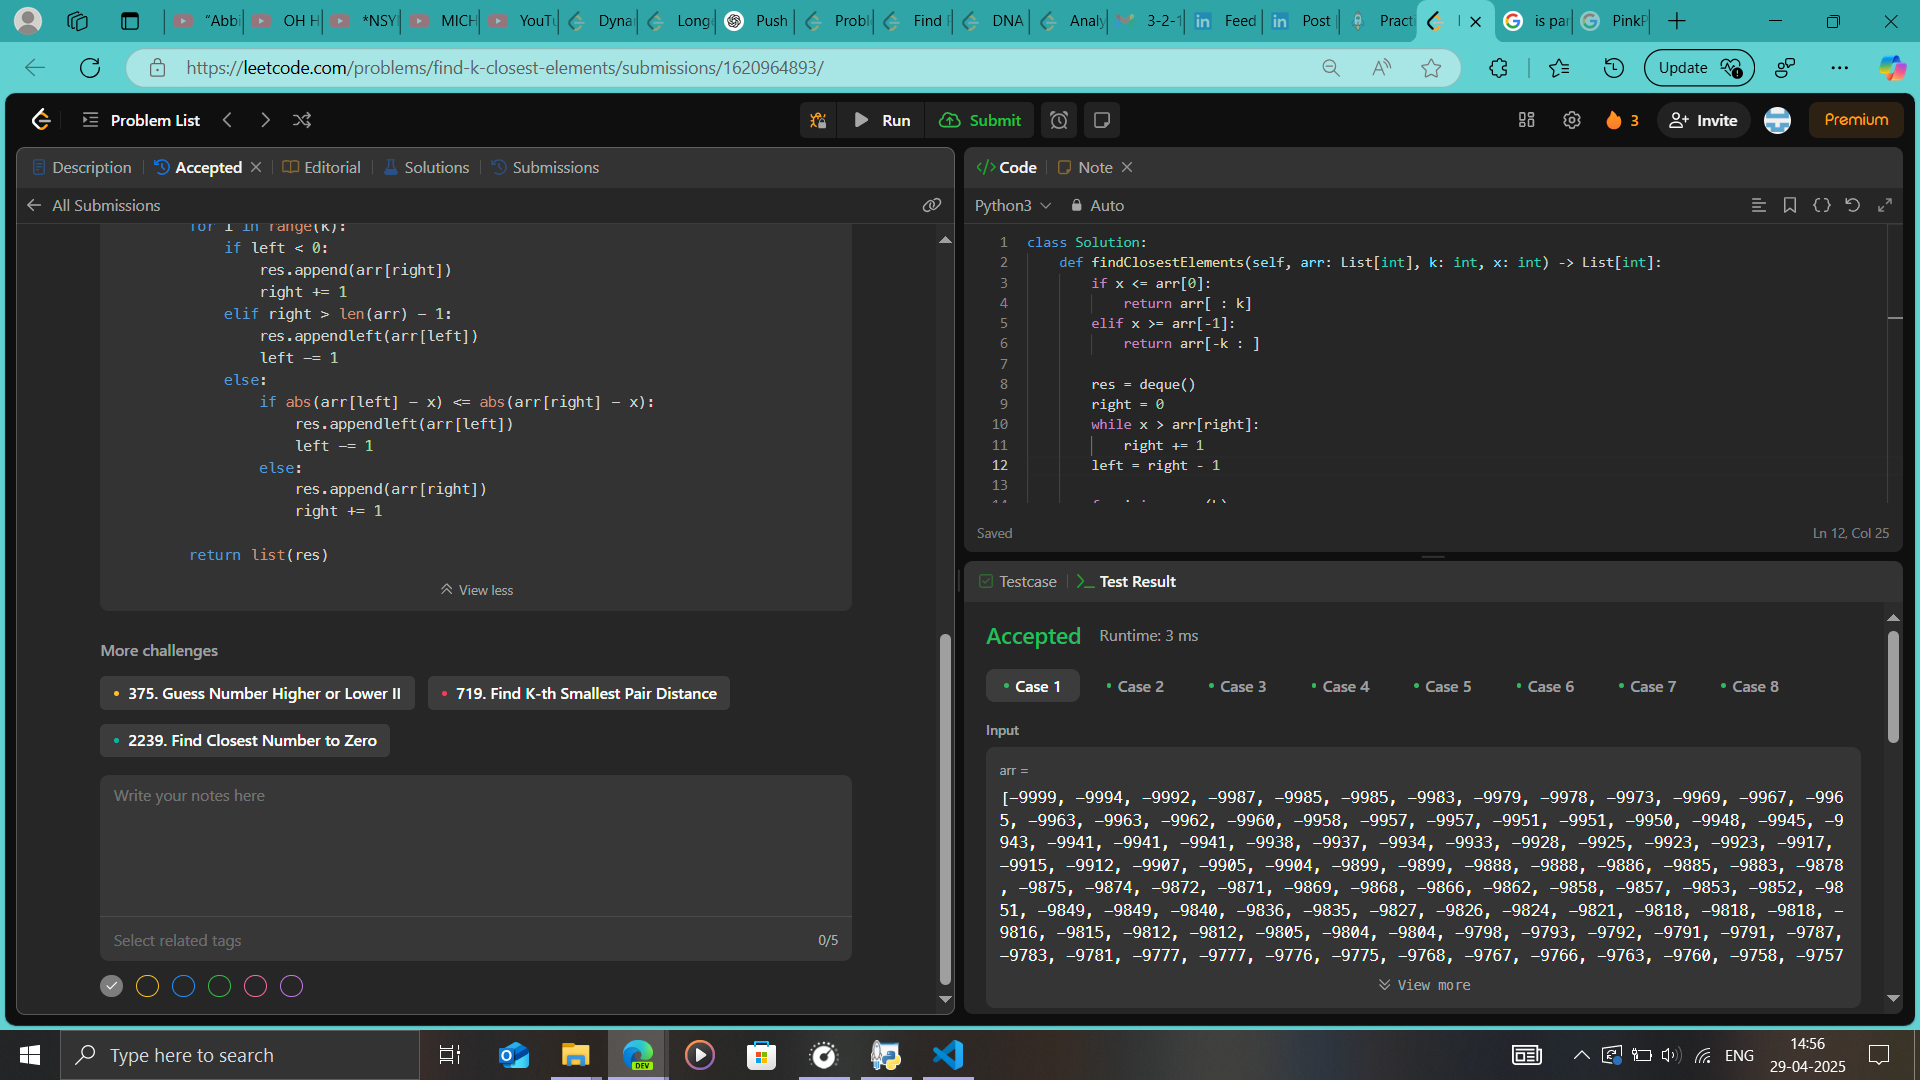 “Abbi
OH H
*NSY
MICH
YouTu
Dyna
Longe
Push
Proble
Find F
DNA
Analy
3-2-1
Feed
Post |
Practi
is par
PinkP
https://leetcode.com/problems/find-k-closest-elements/submissions/1620964893/
Update
Problem List
Run
Submit
3
Invite
Premium
Description
Accepted
Editorial
Solutions
Submissions
All Submissions
for i in range(k):
if left < 0:
res.append(arr[right])
right += 1
elif right > len(arr) - 1:
res.appendleft(arr[left])
left -= 1
else:
if abs(arr[left] - x) <= abs(arr[right] - x):
res.appendleft(arr[left])
left -= 1
else:
res.append(arr[right])
right += 1
return list(res)
View less
More challenges
375. Guess Number Higher or Lower II
719. Find K-th Smallest Pair Distance
2239. Find Closest Number to Zero
Write your notes here
Select related tags
0/5
Code
Note
Python3
Auto
1 class Solution:
2 def findClosestElements(self, arr: List[int], k: int, x: int) -> List[int]:
3 if x <= arr[0]:
4 return arr[ : k]
5 elif x >= arr[-1]:
6 return arr[-k : ]
7
8 res = deque()
9 right = 0
10 while x > arr[right]:
11 right += 1
12 left = right - 1
13
Saved
Ln 12, Col 25
Testcase
Test Result
Accepted
Runtime: 3 ms
Case 1
Case 2
Case 3
Case 4
Case 5
Case 6
Case 7
Case 8
Input
arr =
[-9999, -9994, -9992, -9987, -9985, -9985, -9983, -9979, -9978, -9973, -9969, -9967, -996
5, -9963, -9963, -9962, -9960, -9958, -9957, -9957, -9951, -9951, -9950, -9948, -9945, -9
943, -9941, -9941, -9941, -9938, -9937, -9934, -9933, -9928, -9925, -9923, -9923, -9917,
-9915, -9912, -9907, -9905, -9904, -9899, -9899, -9888, -9888, -9886, -9885, -9883, -9878
, -9875, -9874, -9872, -9871, -9869, -9868, -9866, -9862, -9858, -9857, -9853, -9852, -98
51, -9849, -9849, -9840, -9836, -9835, -9827, -9826, -9824, -9821, -9818, -9818, -9818, -
9816, -9815, -9812, -9812, -9805, -9804, -9804, -9798, -9793, -9792, -9791, -9791, -9787,
-9783, -9781, -9777, -9777, -9776, -9775, -9768, -9767, -9766, -9763, -9760, -9758, -9757
View more
Type here to search
DEV
ENG
14:56
29-04-2025